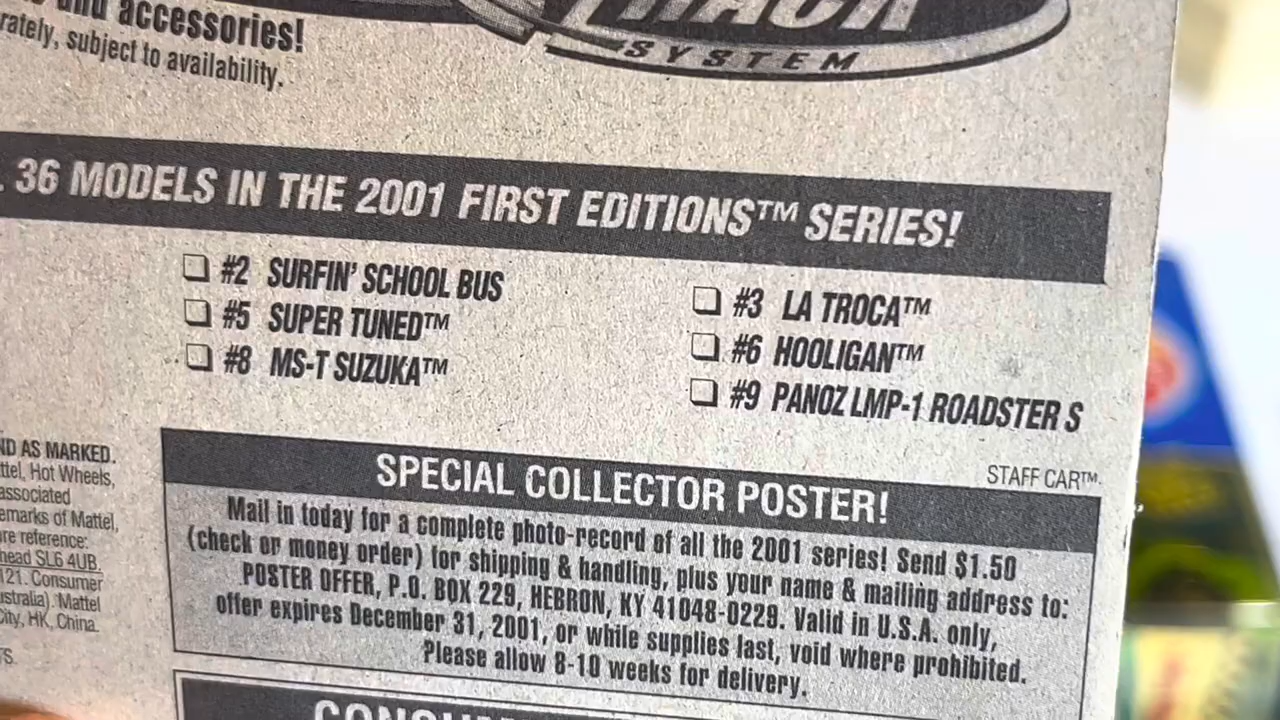 and accessories!
rately, subject to availability.
TRACK
SYSTEM
36 MODELS IN THE 2001 FIRST EDITIONS™ SERIES!
❏ #2 SURFIN' SCHOOL BUS
❏ #5 SUPER TUNED™
❏ #8 MS-T SUZUKA™
❏ #3 LA TROCA™
❏ #6 HOOLIGAN™
❏ #9 PANOZ LMP-1 ROADSTER S
STAFF CAR™.
ND AS MARKED.
ttel, Hot Wheels,
associated
emarks of Mattel,
ure reference:
head SL6 4UB.
121. Consumer
ustralia). Mattel
City, HK, China.
TS.
SPECIAL COLLECTOR POSTER!
Mail in today for a complete photo-record of all the 2001 series! Send $1.50
(check or money order) for shipping & handling, plus your name & mailing address to:
POSTER OFFER, P.O. BOX 229, HEBRON, KY 41048-0229. Valid in U.S.A. only,
offer expires December 31, 2001, or while supplies last, void where prohibited.
Please allow 8-10 weeks for delivery.